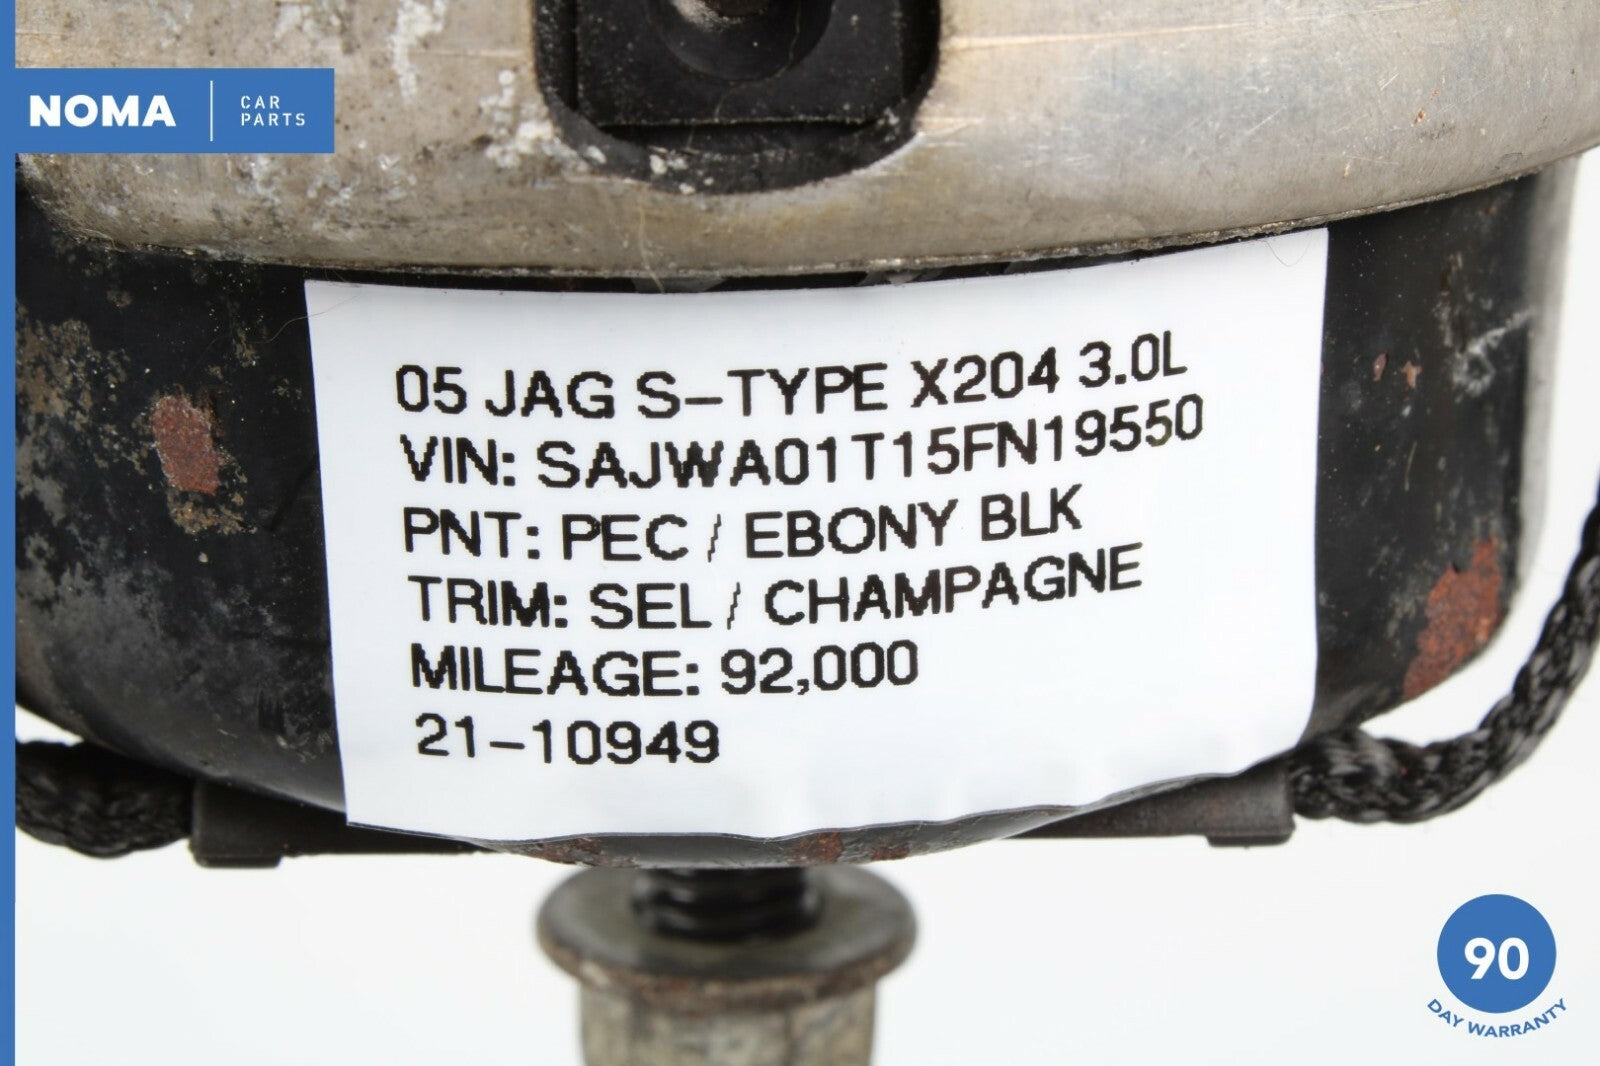 NOMA
CAR
PARTS
05 JAG S-TYPE X204 3.0L
VIN: SAJWA01T15FN19550
PNT: PEC / EBONY BLK
TRIM: SEL / CHAMPAGNE
MILEAGE: 92,000
21-10949
90
DAY WARRANTY